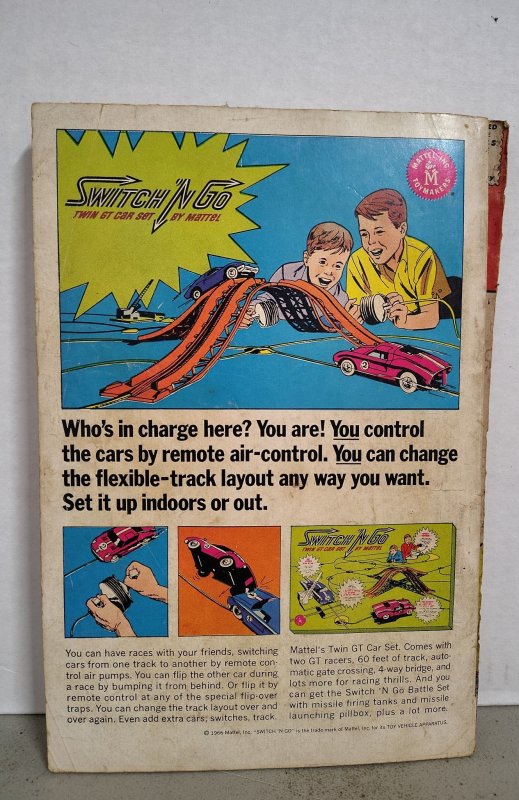 SWITCH 'N GO
TWIN GT CAR SET BY MATTEL
MATTEL, INC.
M
TOYMAKERS
2
Who's in charge here? You are! You control
the cars by remote air-control. You can change
the flexible-track layout any way you want.
Set it up indoors or out.
SWITCH 'N GO
TWIN GT CAR SET BY MATTEL
You can have races with your friends, switching
cars from one track to another by remote con-
trol air pumps. You can flip the other car during
a race by bumping it from behind. Or flip it by
remote control at any of the special flip-over
traps. You can change the track layout over and
over again. Even add extra cars, switches, track.
Mattel's Twin GT Car Set. Comes with
two GT racers, 60 feet of track, auto-
matic gate crossing, 4-way bridge, and
lots more for racing thrills. And you
can get the Switch 'N Go Battle Set
with missile firing tanks and missile
launching pillbox, plus a lot more.
© 1966 Mattel, Inc. "SWITCH 'N GO" is the trademark of Mattel, Inc. for its TOY VEHICLE APPARATUS.